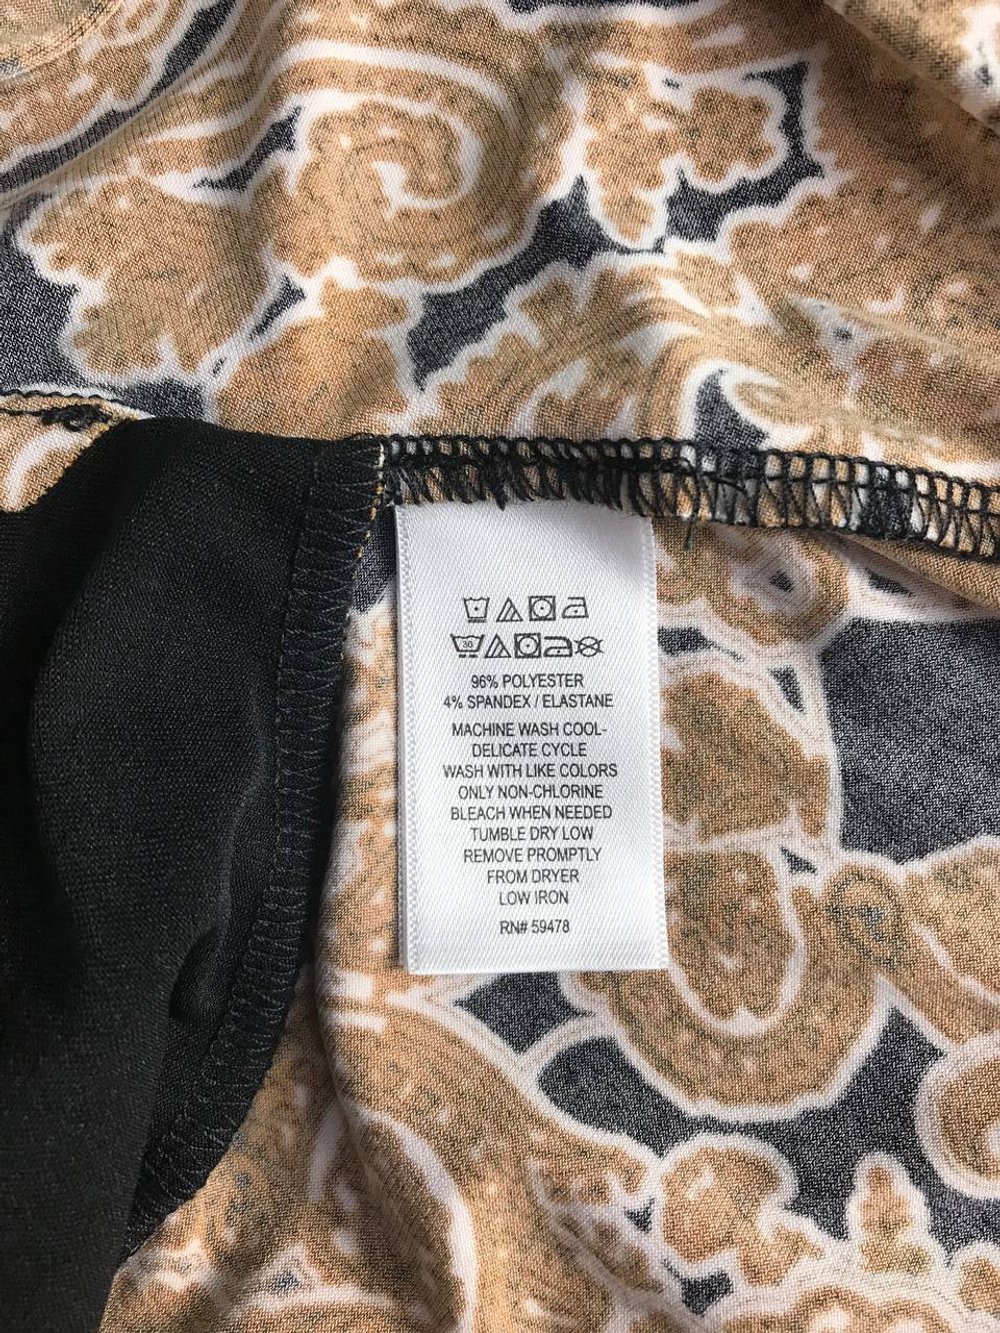 30
96% POLYESTER
4% SPANDEX / ELASTANE
MACHINE WASH COOL-
DELICATE CYCLE
WASH WITH LIKE COLORS
ONLY NON-CHLORINE
BLEACH WHEN NEEDED
TUMBLE DRY LOW
REMOVE PROMPTLY
FROM DRYER
LOW IRON
RN# 59478